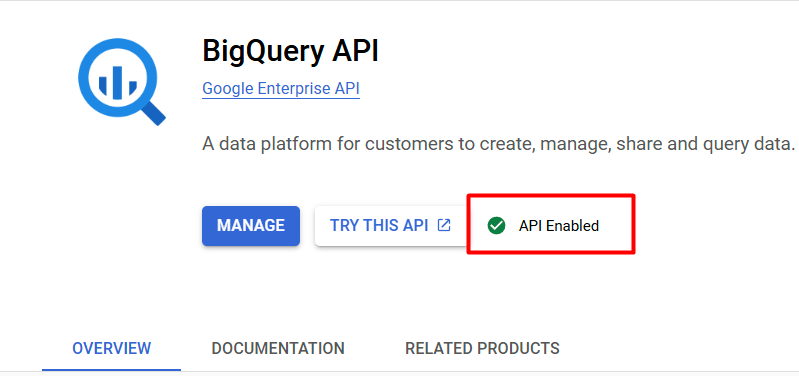 BigQuery API
Google Enterprise API
A data platform for customers to create, manage, share and query data.
MANAGE TRY THIS API API Enabled
OVERVIEW DOCUMENTATION RELATED PRODUCTS